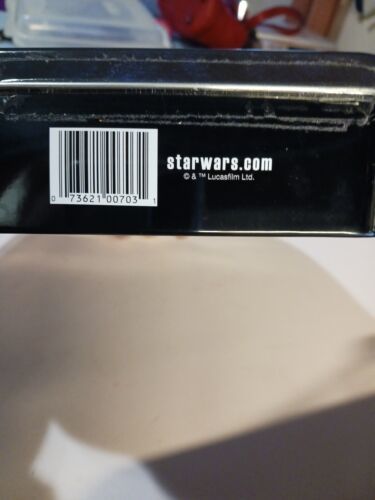 starwars.com
© & ™ Lucasfilm Ltd.
0 73621 00703 1